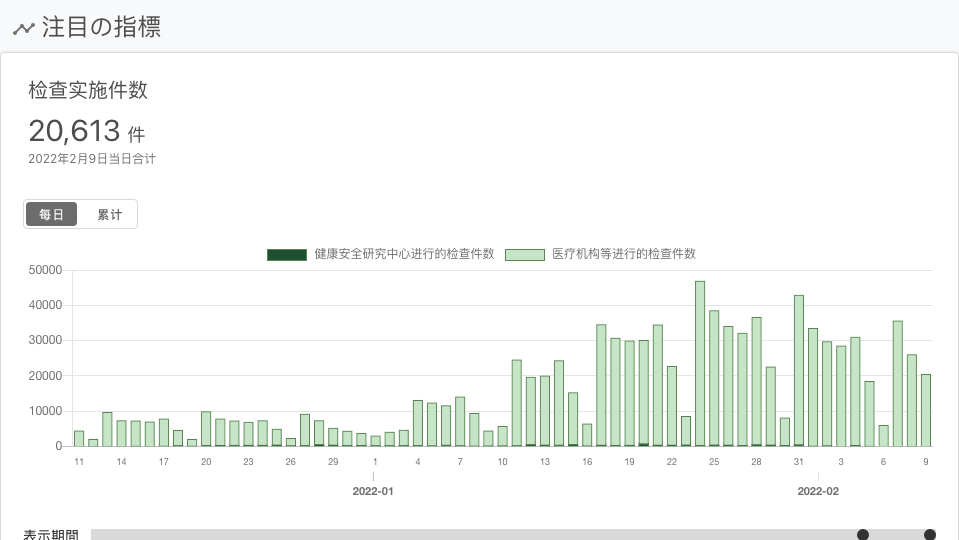 注目の指標
检查实施件数
20,613 件
2022年2月9日当日合计
每日 累计
健康安全研究中心进行的检查件数 医疗机构等进行的检查件数
50000
40000
30000
20000
10000
0
11 14 17 20 23 26 29 1 4 7 10 13 16 19 22 25 28 31 3 6 9
2022-01 2022-02
表示期間